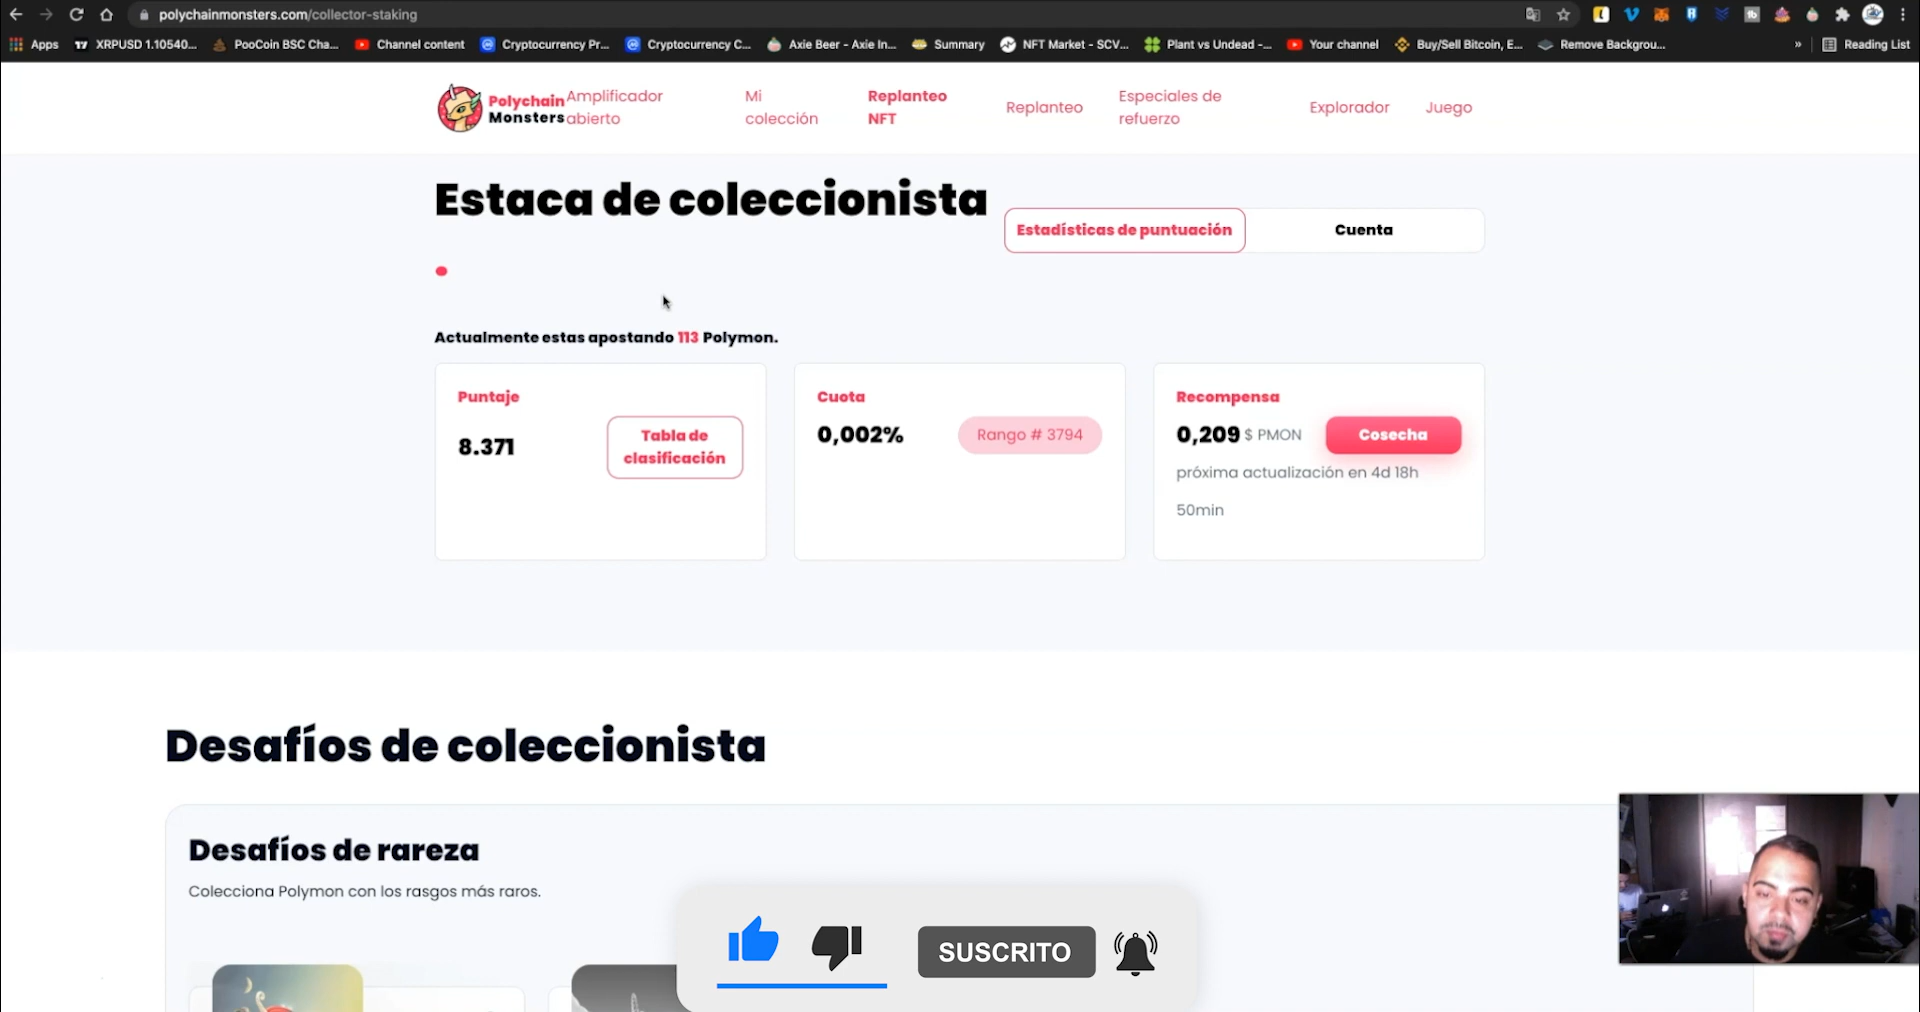 polychainmonsters.com/collector-staking
Apps
XRPUSD 1.10540...
PooCoin BSC Cha...
Channel content
Cryptocurrency Pr...
Cryptocurrency C...
Axie Beer - Axie In...
Summary
NFT Market - SCV...
Plant vs Undead -...
Your channel
Buy/Sell Bitcoin, E...
Remove Backgrou...
»
Reading List
Polychain
Monsters
Amplificador
abierto
Mi
colección
Replanteo
NFT
Replanteo
Especiales de
refuerzo
Explorador
Juego
Estaca de coleccionista
Estadísticas de puntuación
Cuenta
Actualmente estas apostando 113 Polymon.
Puntaje
8.371
Tabla de
clasificación
Cuota
0,002%
Rango # 3794
Recompensa
0,209 $ PMON
Cosecha
próxima actualización en 4d 18h
50min
Desafíos de coleccionista
Desafíos de rareza
Colecciona Polymon con los rasgos más raros.
SUSCRITO